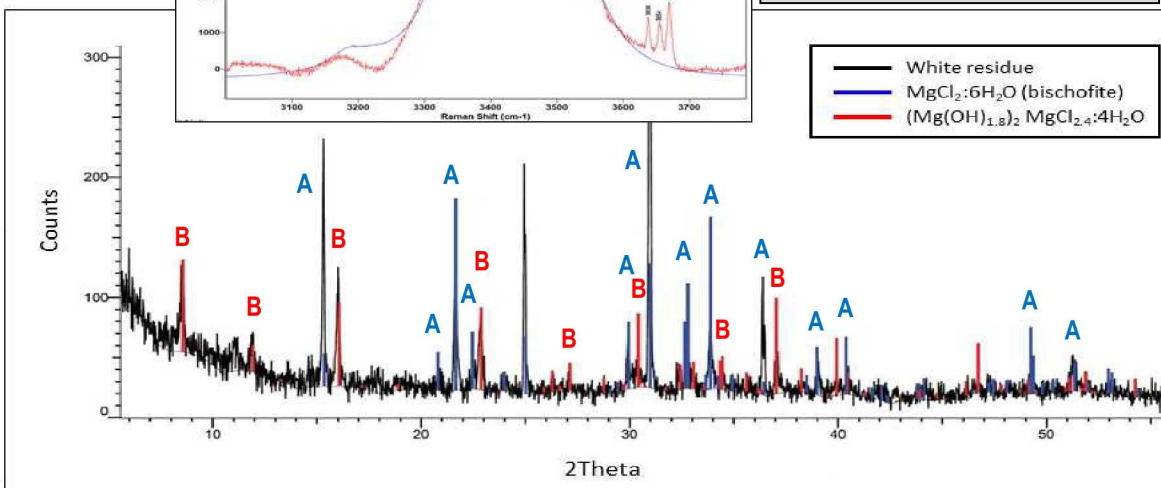 1000
0
3100 3200 3300 3400 3500 3600 3700
Raman Shift (cm-1)
300
200
100
0
Counts
White residue
MgCl₂:6H₂O (bischofite)
(Mg(OH)₁.₈)₂ MgCl₂.₄:4H₂O
B
B
A
B
A
A
A
B
B
A
B
A
A
A
B
A
B
A
A
A
A
10 20 30 40 50
2Theta